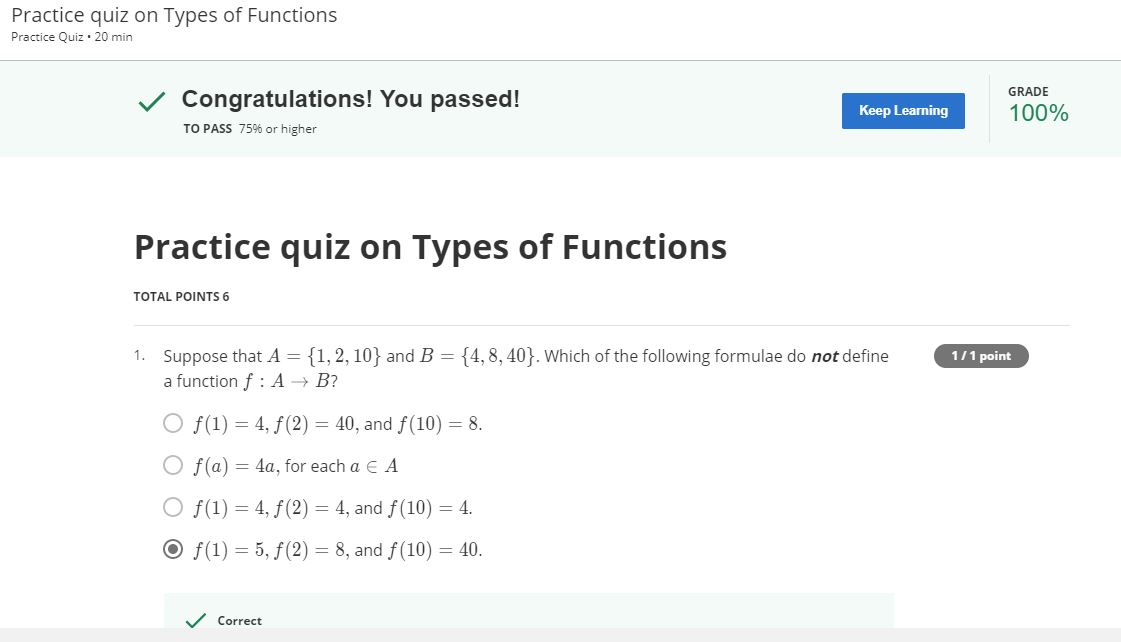 Practice quiz on Types of Functions
Practice Quiz • 20 min
Congratulations! You passed!
TO PASS 75% or higher
Keep Learning
GRADE
100%
Practice quiz on Types of Functions
TOTAL POINTS 6
1. Suppose that A = {1, 2, 10} and B = {4, 8, 40}. Which of the following formulae do not define
a function f : A → B?
1 / 1 point
f(1) = 4, f(2) = 40, and f(10) = 8.
f(a) = 4a, for each a ∈ A
f(1) = 4, f(2) = 4, and f(10) = 4.
f(1) = 5, f(2) = 8, and f(10) = 40.
Correct